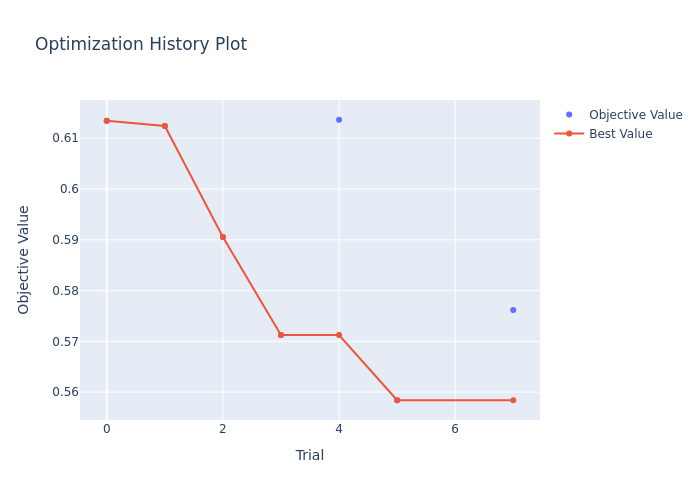 Optimization History Plot
Objective Value
Best Value
0.61
0.6
0.59
0.58
0.57
0.56
Objective Value
0
2
4
6
Trial